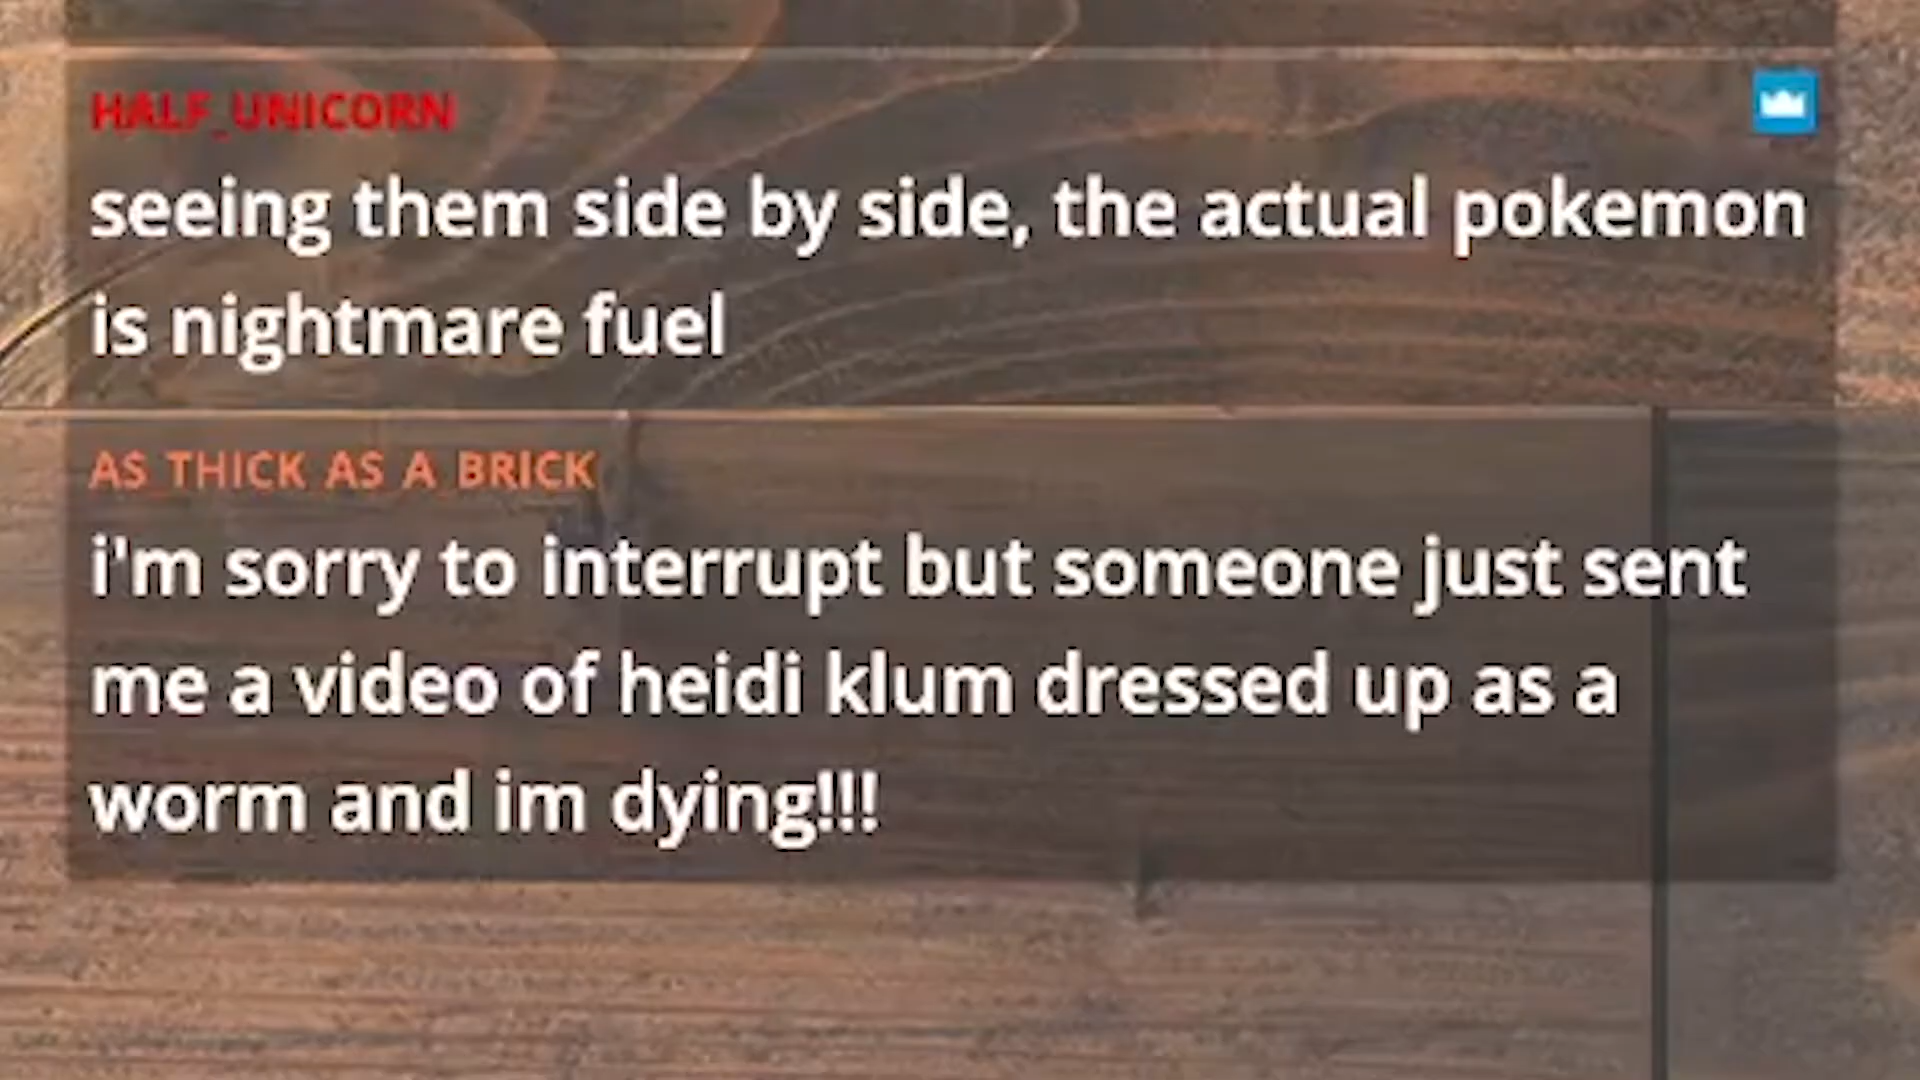 HALF_UNICORN
seeing them side by side, the actual pokemon
is nightmare fuel
AS_THICK_AS_A_BRICK
i'm sorry to interrupt but someone just sent
me a video of heidi klum dressed up as a
worm and im dying!!!